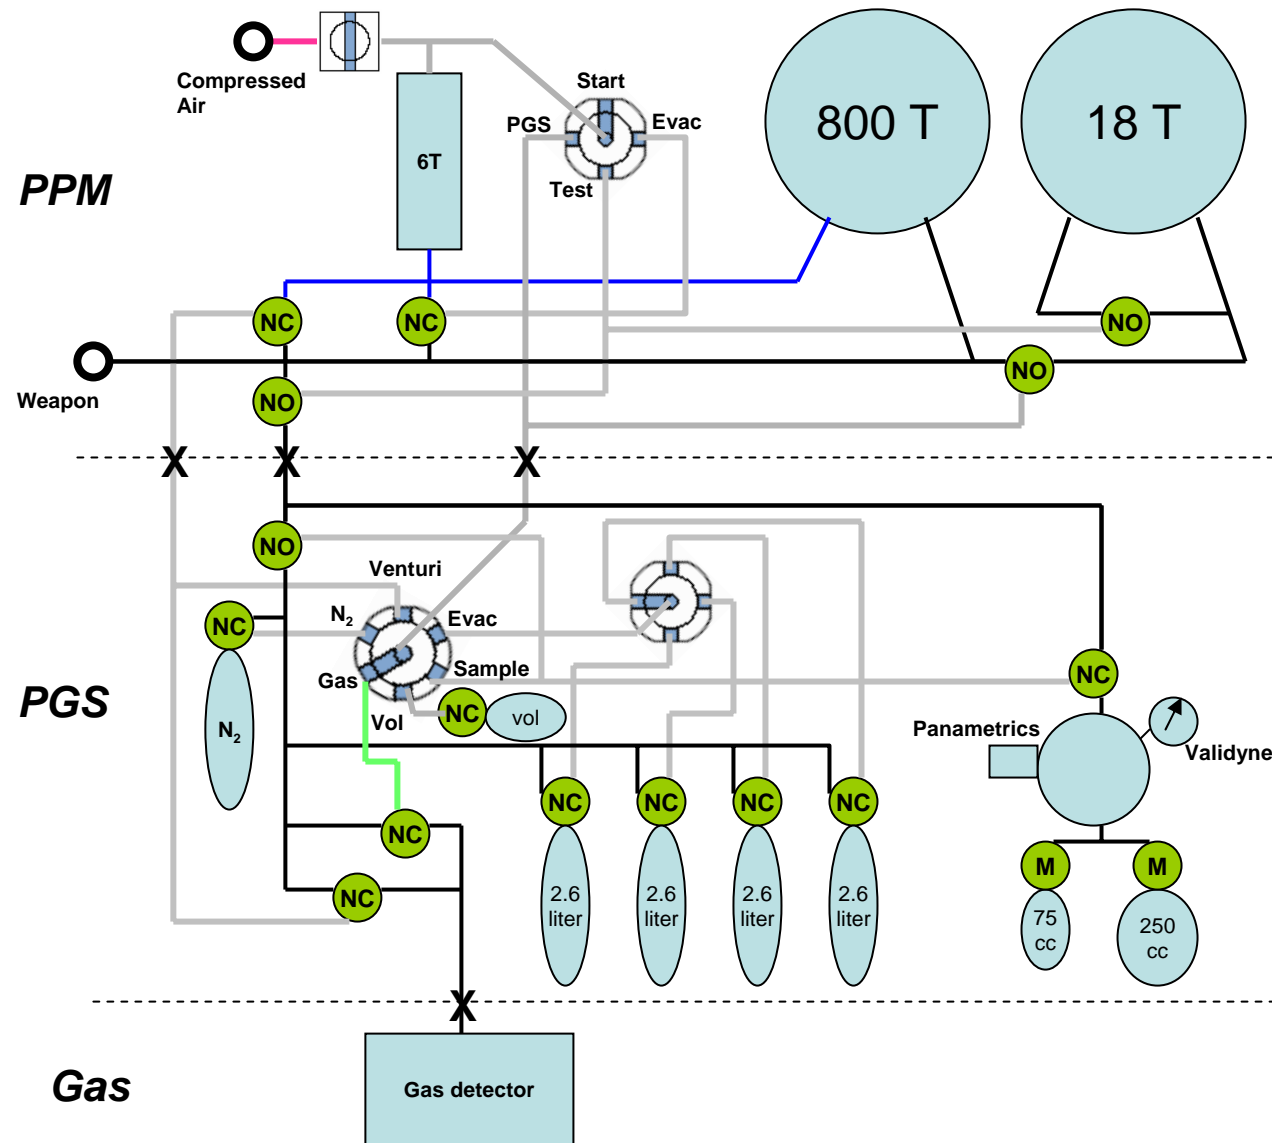 Compressed
Air
Start
PGS
Evac
Test
6T
800 T
18 T
PPM
NC
NC
NO
NO
Weapon
NO
X
X
X
NO
Venturi
N2
Evac
NC
Sample
Gas
Vol
NC
vol
NC
PGS
N2
Panametrics
Validyne
NC
NC
NC
NC
NC
NC
M
M
2.6
liter
2.6
liter
2.6
liter
2.6
liter
75
cc
250
cc
X
Gas
Gas detector